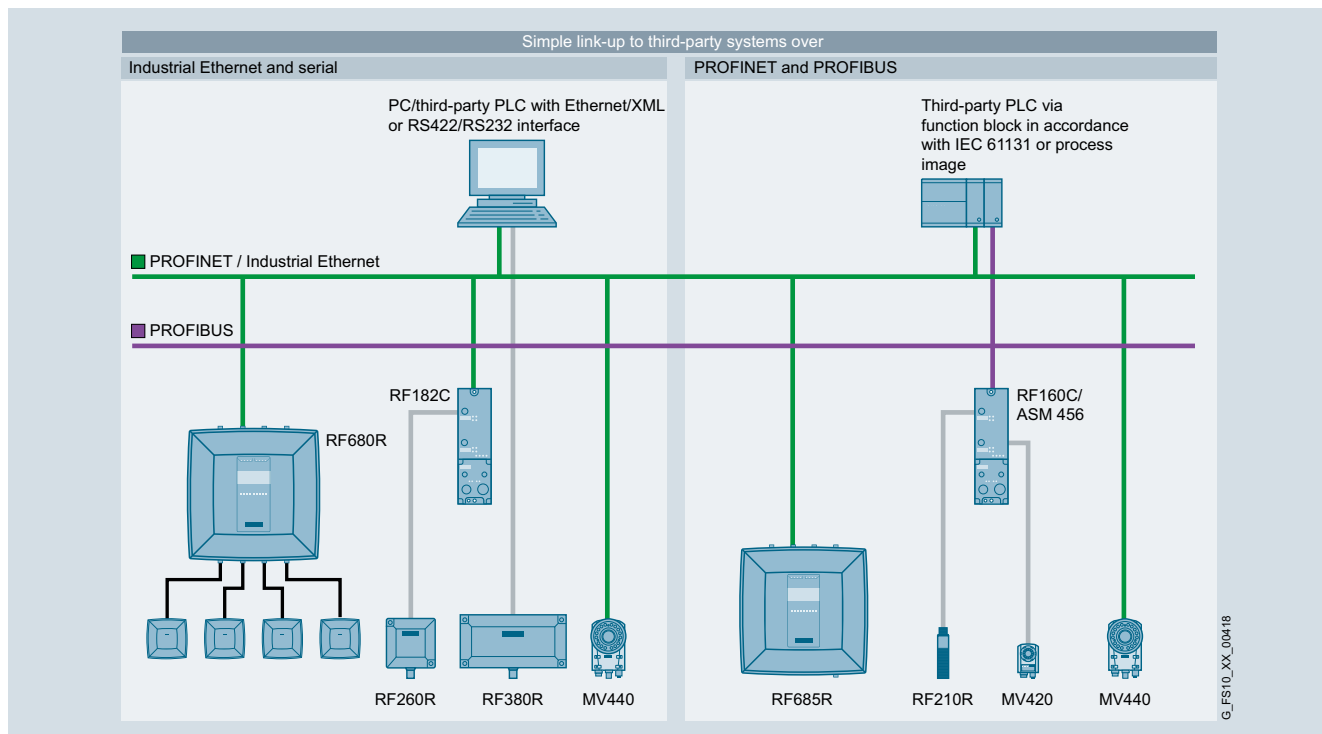 Simple link-up to third-party systems over
Industrial Ethernet and serial
PROFINET and PROFIBUS
PC/third-party PLC with Ethernet/XML
or RS422/RS232 interface
Third-party PLC via
function block in accordance
with IEC 61131 or process
image
PROFINET / Industrial Ethernet
PROFIBUS
RF182C
RF160C/
ASM 456
RF680R
RF260R
RF380R
MV440
RF685R
RF210R
MV420
MV440
G_FS10_XX_00418